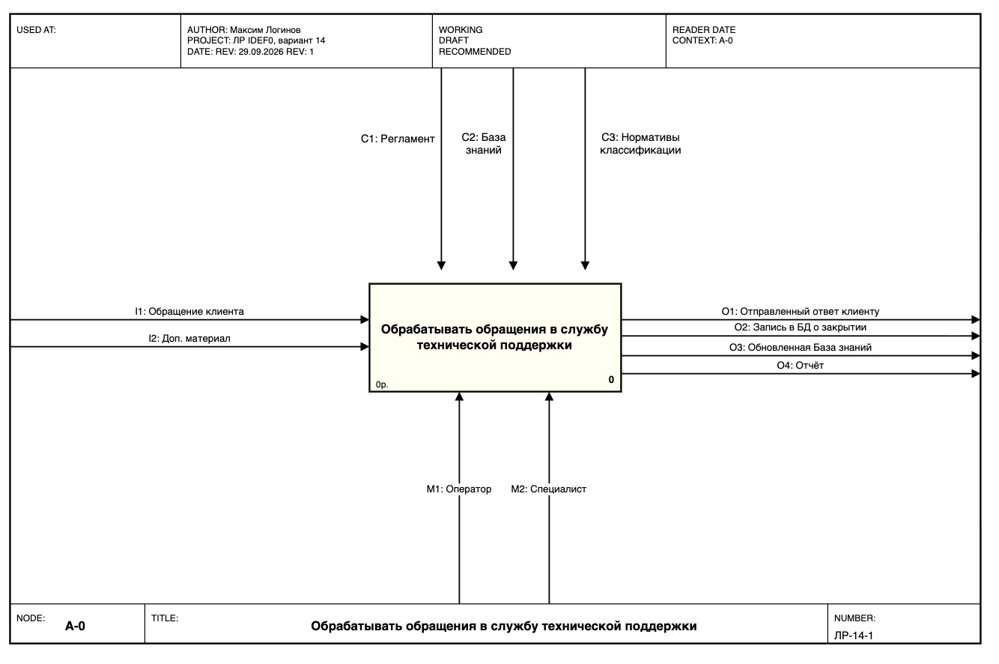 USED AT:
AUTHOR: Максим Логинов
PROJECT: ЛР IDEF0, вариант 14
DATE: REV: 29.09.2026 REV: 1
WORKING
DRAFT
RECOMMENDED
READER DATE
CONTEXT: A-0
C1: Регламент
C2: База
знаний
C3: Нормативы
классификации
I1: Обращение клиента
I2: Доп. материал
Обрабатывать обращения в службу
технической поддержки
0р.
0
O1: Отправленный ответ клиенту
O2: Запись в БД о закрытии
O3: Обновленная База знаний
O4: Отчёт
M1: Оператор
M2: Специалист
NODE:
A-0
TITLE:
Обрабатывать обращения в службу технической поддержки
NUMBER:
ЛР-14-1